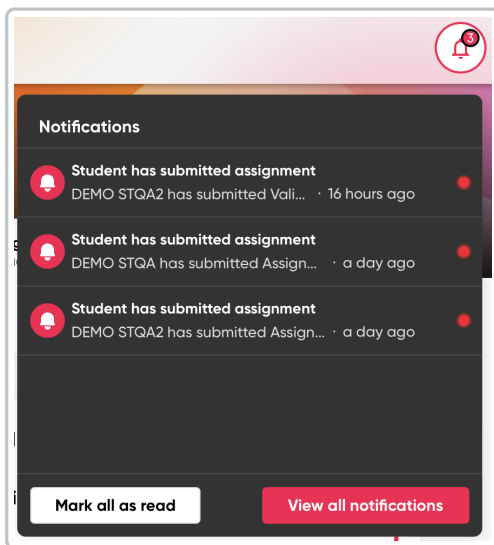 3
Notifications
Student has submitted assignment
DEMO STQA2 has submitted Vali... · 16 hours ago
Student has submitted assignment
DEMO STQA has submitted Assign... · a day ago
Student has submitted assignment
DEMO STQA2 has submitted Assign... · a day ago
Mark all as read
View all notifications